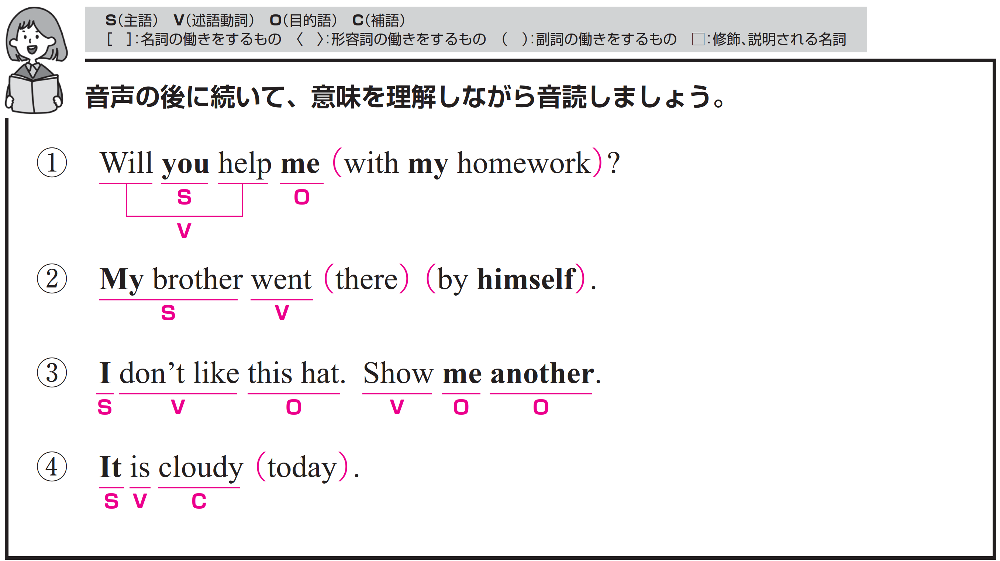 S（主語）　V（述語動詞）　O（目的語）　C（補語）
［　］：名詞の働きをするもの　〈　〉：形容詞の働きをするもの　（　）：副詞の働きをするもの　□：修飾、説明される名詞
音声の後に続いて、意味を理解しながら音読しましょう。
① Will you help me (with my homework)?
S O
V
② My brother went (there) (by himself).
S V
③ I don’t like this hat. Show me another.
S V O V O O
④ It is cloudy (today).
S V C